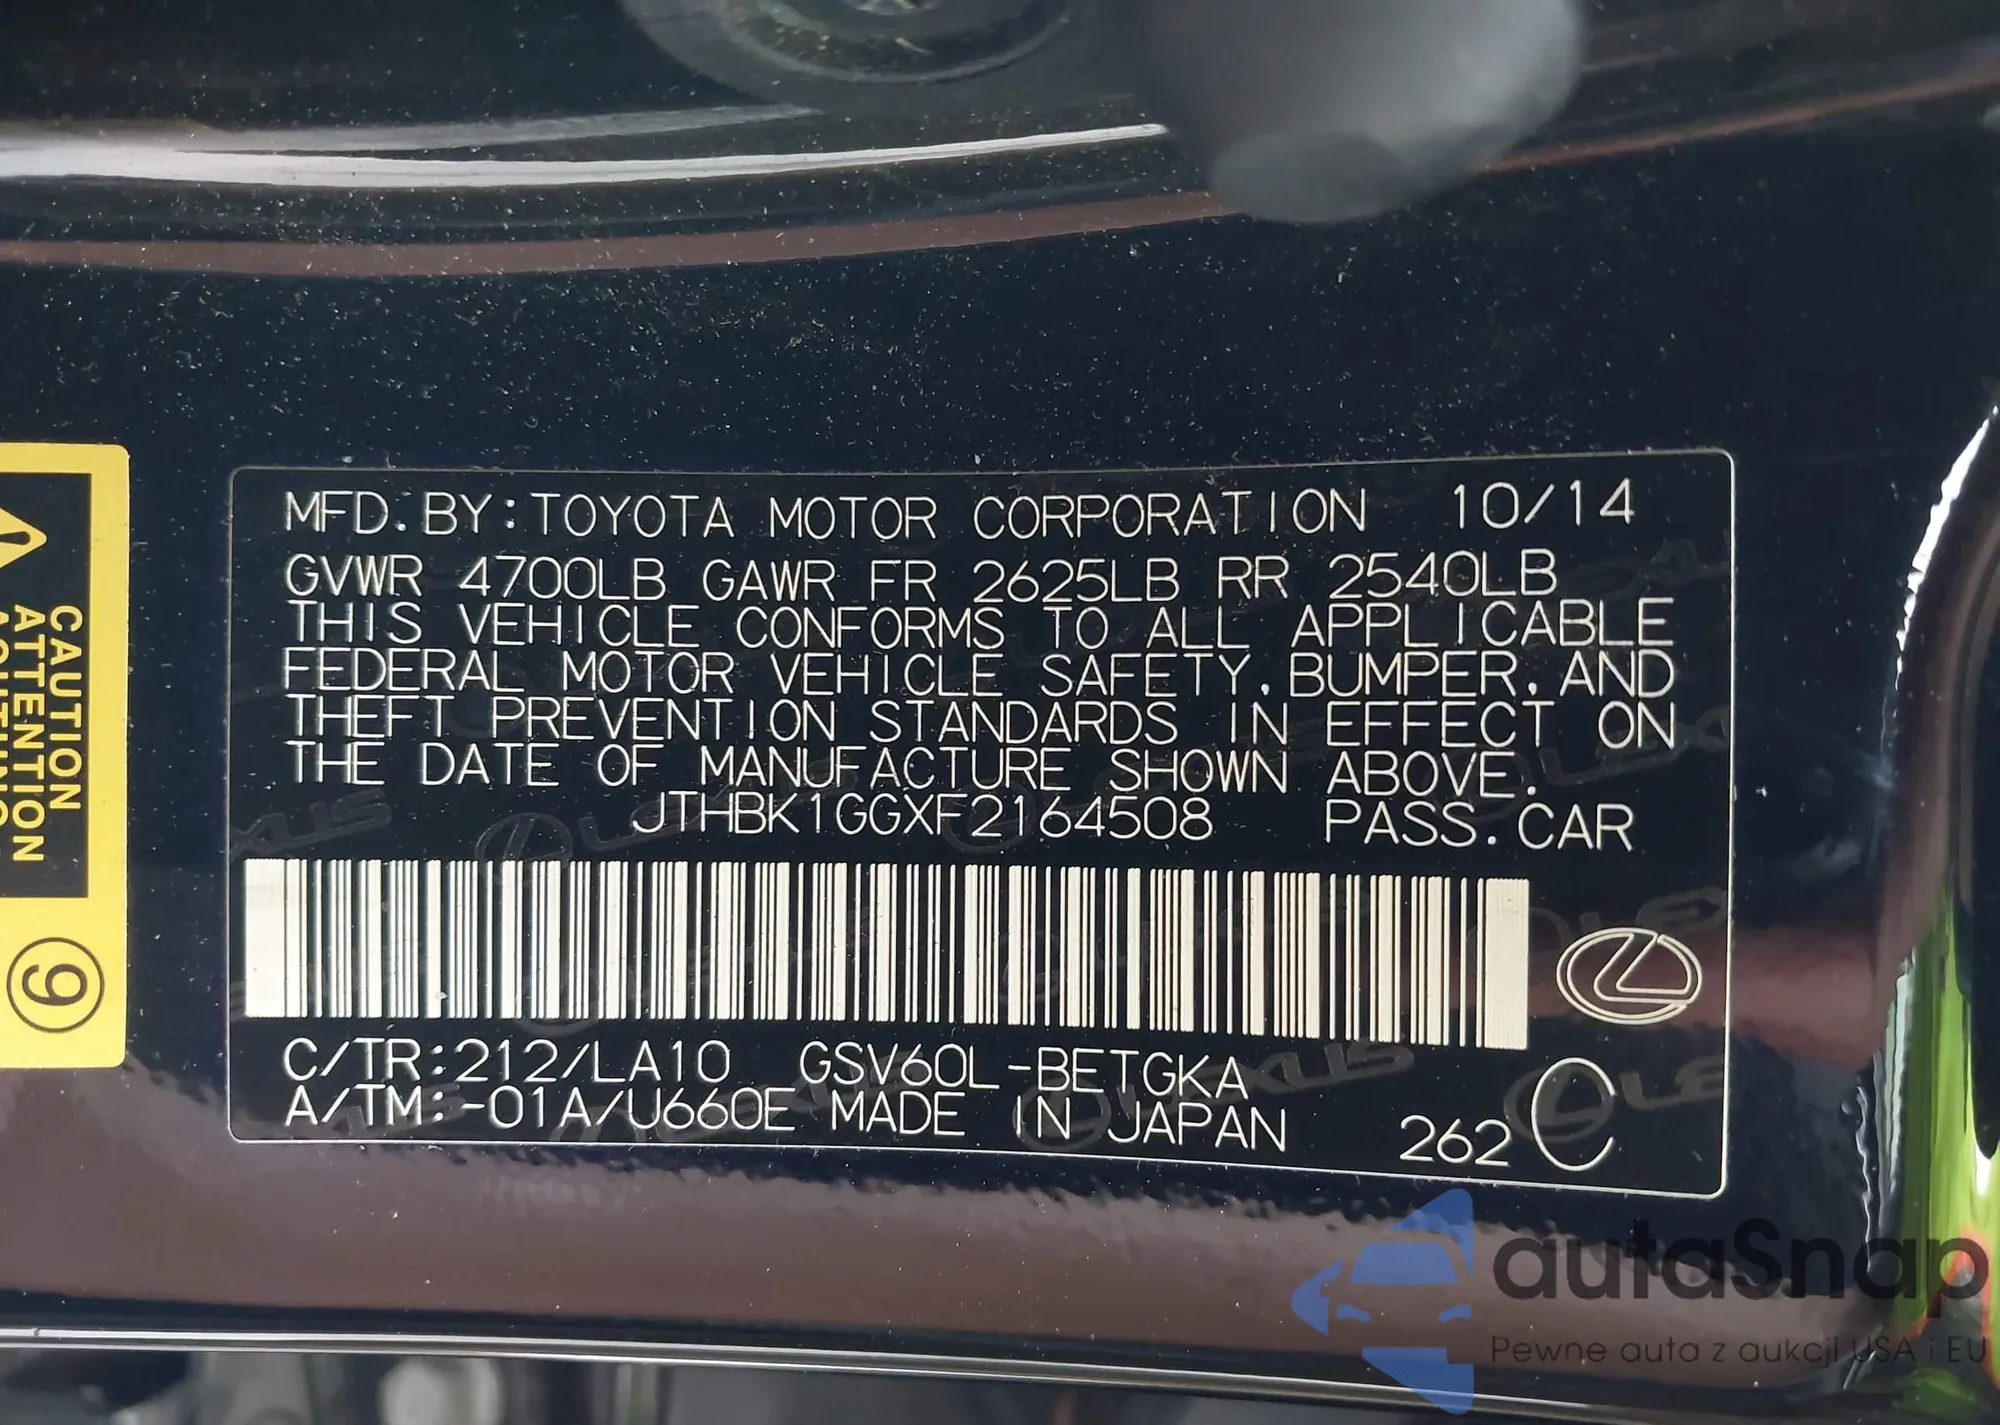 MFD. BY: TOYOTA MOTOR CORPORATION 10/14
GVWR 4700LB GAWR FR 2625LB RR 2540LB
THIS VEHICLE CONFORMS TO ALL APPLICABLE
FEDERAL MOTOR VEHICLE SAFETY, BUMPER, AND
THEFT PREVENTION STANDARDS IN EFFECT ON
THE DATE OF MANUFACTURE SHOWN ABOVE.
JTHBK1GGXF2164508 PASS. CAR
C/TR:212/LA10 GSV60L-BETGKA
A/TM:-01A/U660E MADE IN JAPAN 262C
CAUTION
ATTENTION
9
autaSnap
Pewne auta z aukcji USA i EU